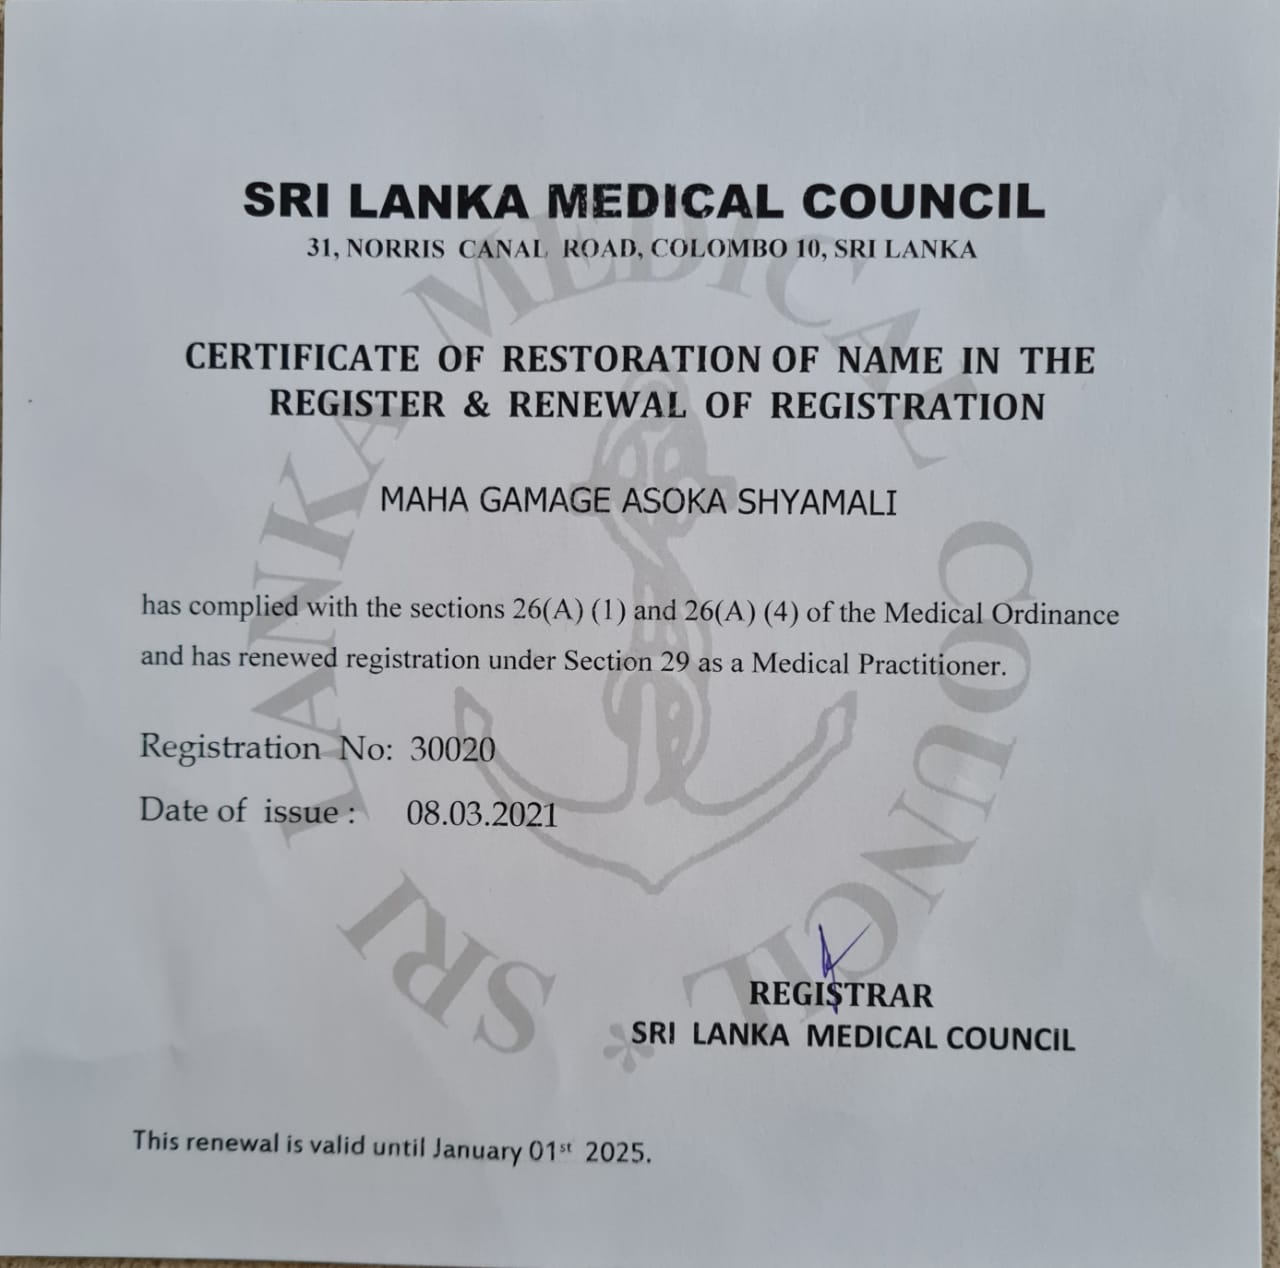 SRI LANKA MEDICAL COUNCIL
31, NORRIS CANAL ROAD, COLOMBO 10, SRI LANKA
CERTIFICATE OF RESTORATION OF NAME IN THE
REGISTER & RENEWAL OF REGISTRATION
MAHA GAMAGE ASOKA SHYAMALI
has complied with the sections 26(A) (1) and 26(A) (4) of the Medical Ordinance
and has renewed registration under Section 29 as a Medical Practitioner.
Registration No: 30020
Date of issue : 08.03.2021
REGISTRAR
SRI LANKA MEDICAL COUNCIL
This renewal is valid until January 01st 2025.
SRI LANKA MEDICAL COUNCIL *